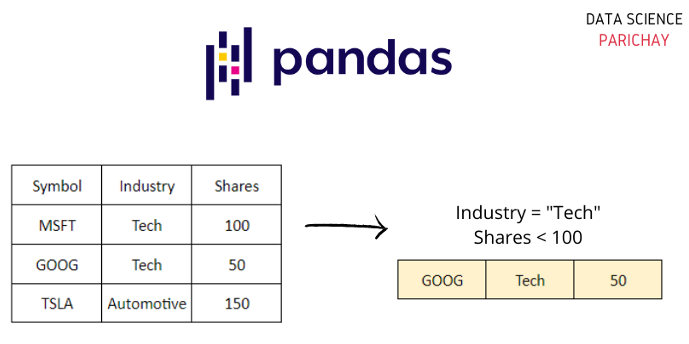 DATA SCIENCE
PARICHAY
pandas
Symbol Industry Shares
MSFT Tech 100
GOOG Tech 50
TSLA Automotive 150
Industry = "Tech"
Shares < 100
GOOG Tech 50